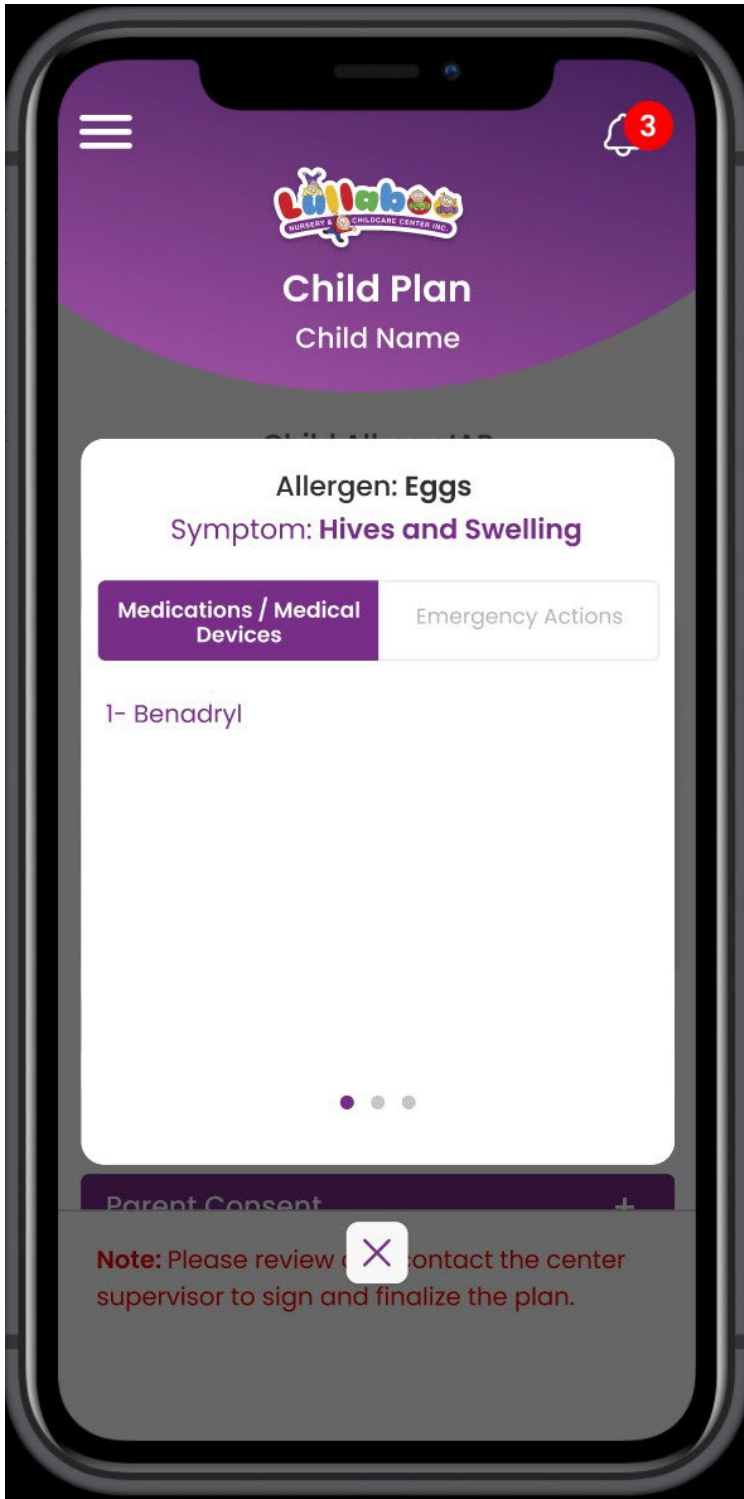 3
Lullaboo
NURSERY & CHILDCARE CENTER INC.
Child Plan
Child Name
Allergen: Eggs
Symptom: Hives and Swelling
Medications / Medical
Devices
Emergency Actions
1- Benadryl
Parent Consent +
Note: Please review contact the center
supervisor to sign and finalize the plan.